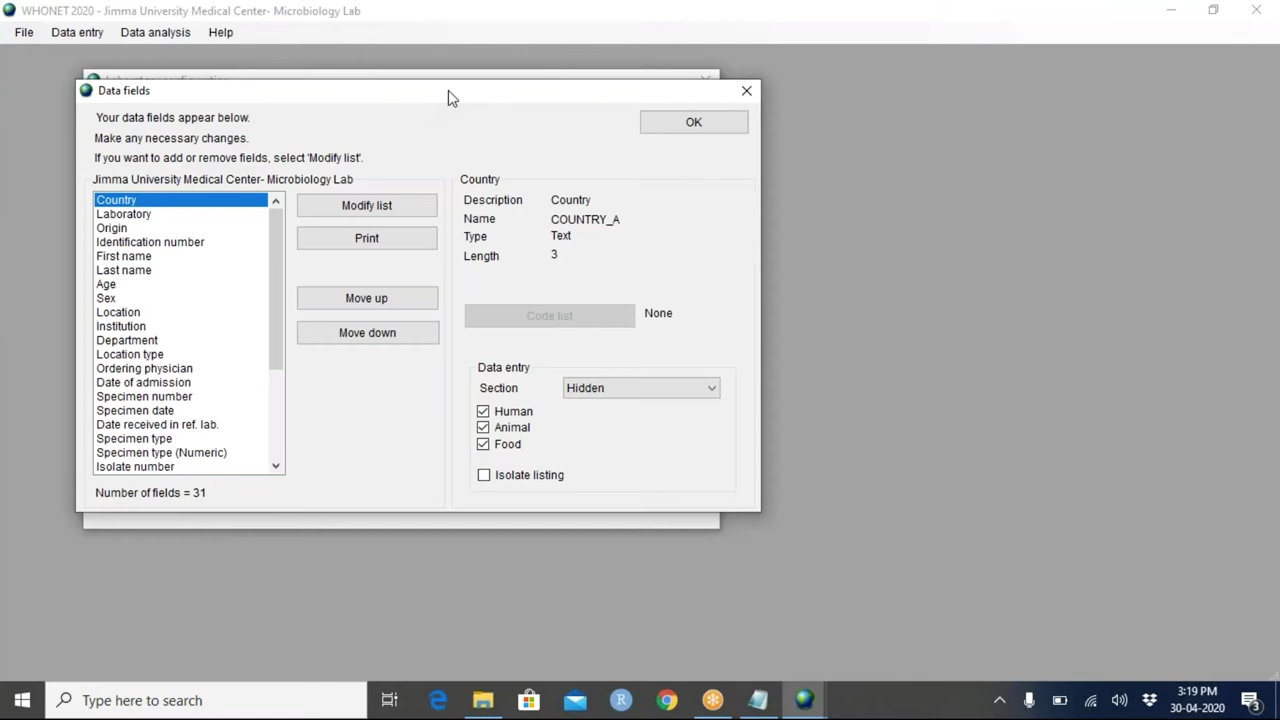 WHONET 2020 - Jimma University Medical Center- Microbiology Lab
File Data entry Data analysis Help
Laboratory configuration
Data fields
Your data fields appear below.
Make any necessary changes.
If you want to add or remove fields, select 'Modify list'.
OK
Jimma University Medical Center- Microbiology Lab
Country
Laboratory
Origin
Identification number
First name
Last name
Age
Sex
Location
Institution
Department
Location type
Ordering physician
Date of admission
Specimen number
Specimen date
Date received in ref. lab.
Specimen type
Specimen type (Numeric)
Isolate number
Number of fields = 31
Modify list
Print
Move up
Move down
Country
Description Country
Name COUNTRY_A
Type Text
Length 3
Code list None
Data entry
Section Hidden
Human
Animal
Food
Isolate listing
Type here to search
R
3:19 PM
30-04-2020
3